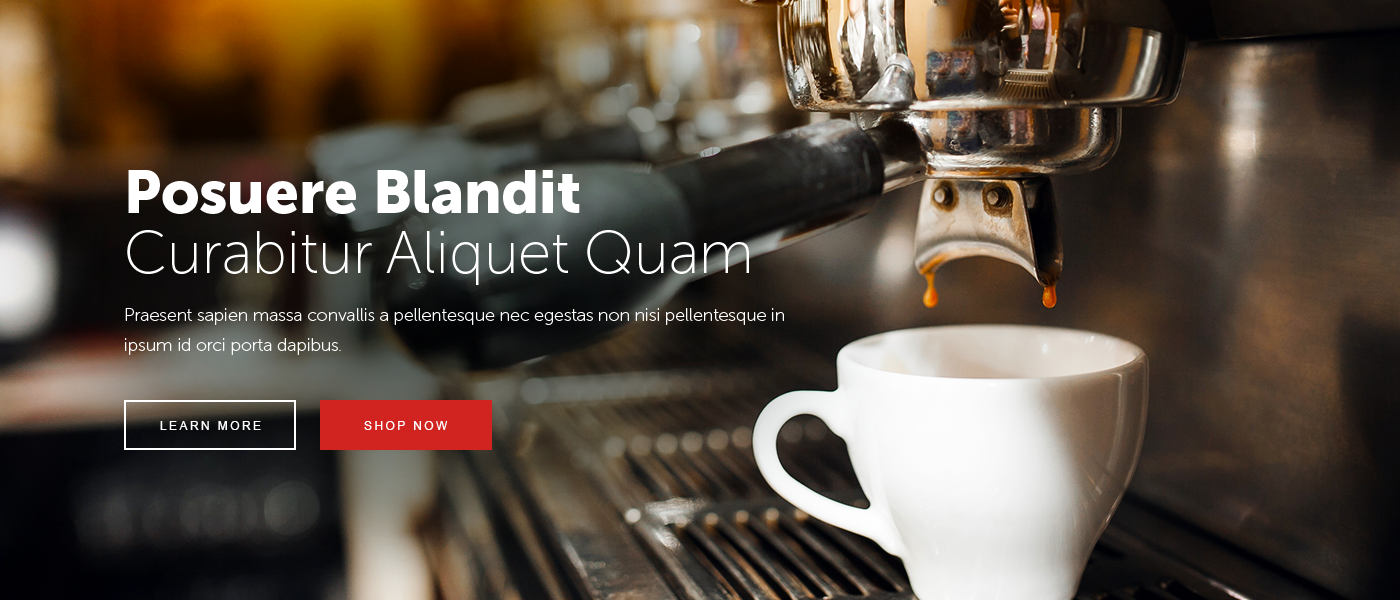 Posuere Blandit
Curabitur Aliquet Quam
Praesent sapien massa convallis a pellentesque nec egestas non nisi pellentesque in
ipsum id orci porta dapibus.
LEARN MORE
SHOP NOW